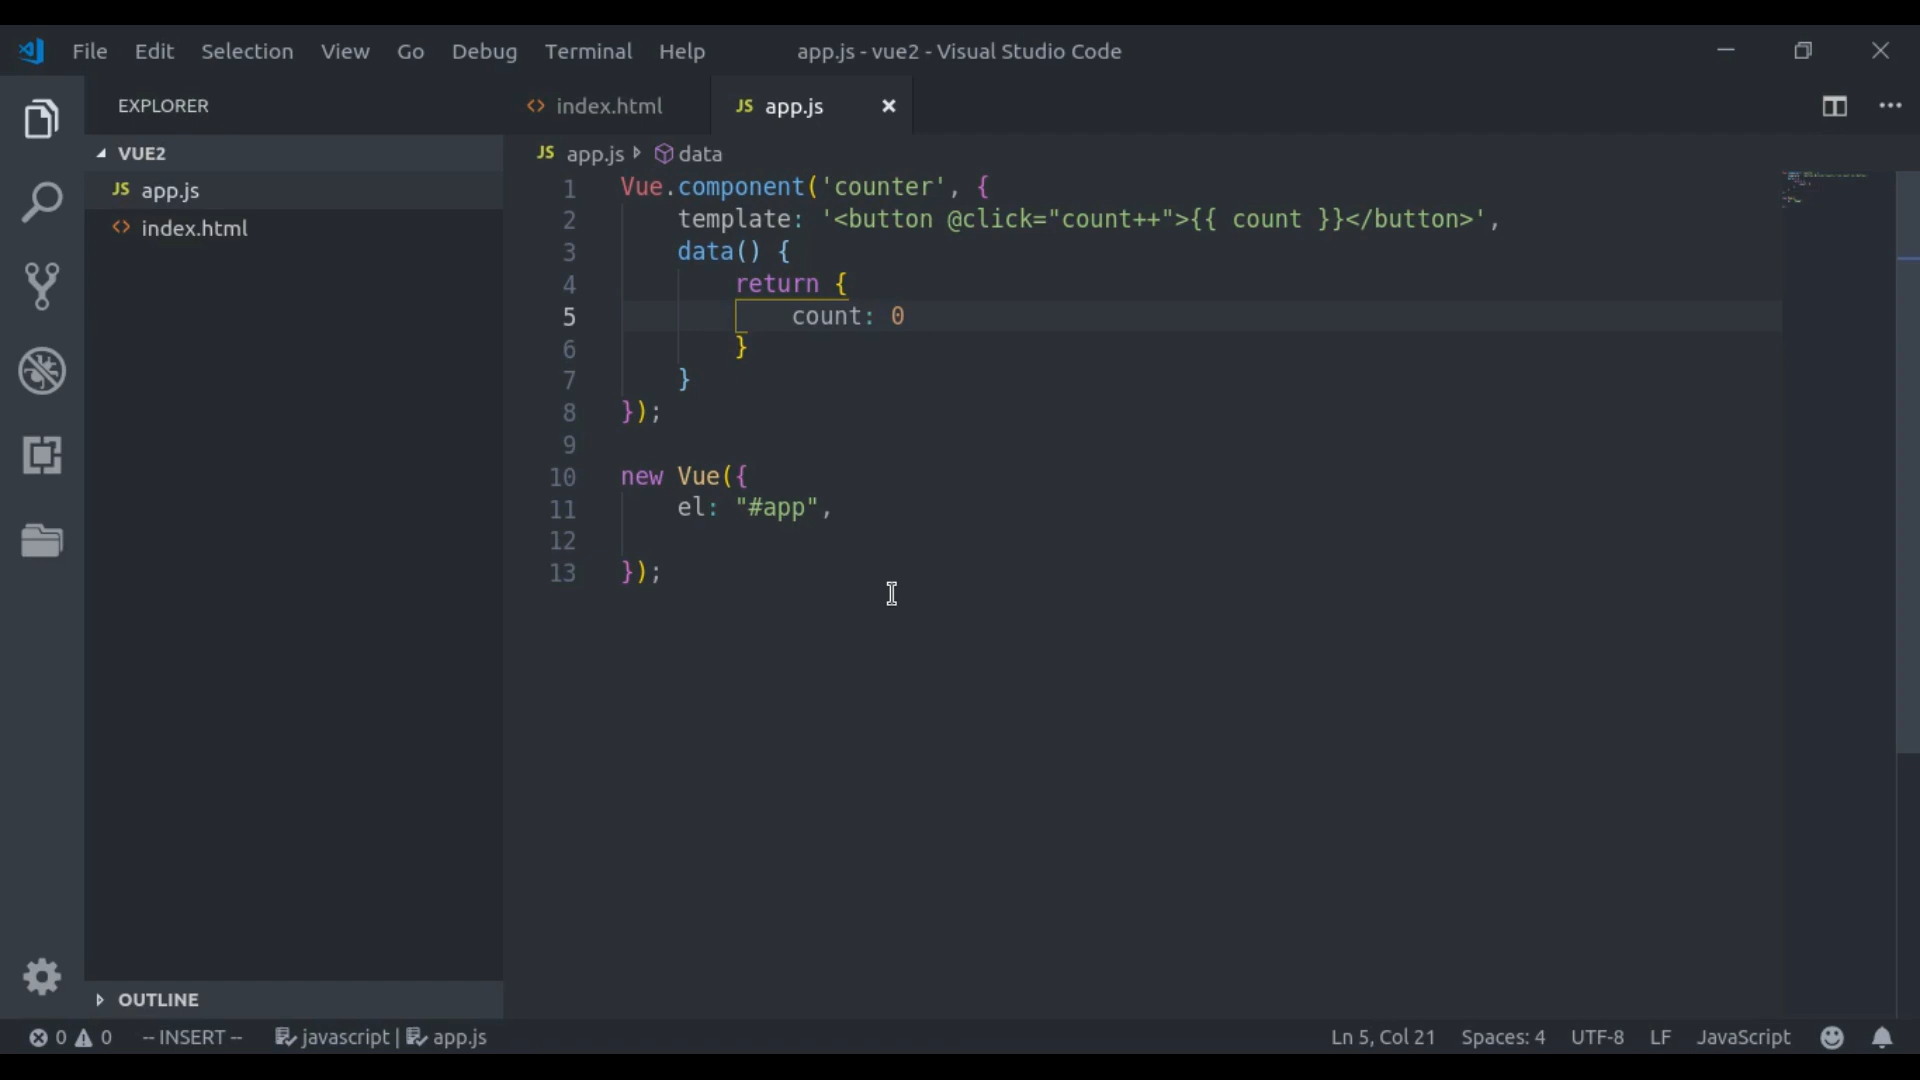 File Edit Selection View Go Debug Terminal Help app.js - vue2 - Visual Studio Code
EXPLORER
VUE2
JS app.js
<> index.html
OUTLINE
<> index.html JS app.js
JS app.js data
1 Vue.component('counter', {
2     template: '<button @click="count++">{{ count }}</button>',
3     data() {
4         return {
5             count: 0
6         }
7     }
8 });
9
10 new Vue({
11     el: "#app",
12
13 });
0 0 -- INSERT -- javascript | app.js Ln 5, Col 21 Spaces: 4 UTF-8 LF JavaScript